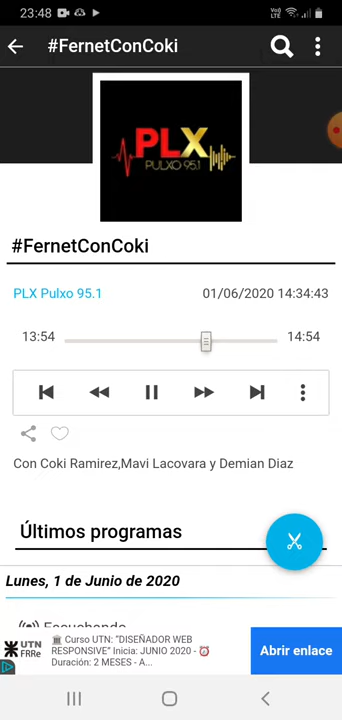 23:48
Vo)) LTE
#FernetConCoki
PLX
PULXO 95.1
#FernetConCoki
PLX Pulxo 95.1
01/06/2020 14:34:43
13:54
14:54
Con Coki Ramirez,Mavi Lacovara y Demian Diaz
Últimos programas
Lunes, 1 de Junio de 2020
Escuchando
UTN
FRRe
Curso UTN: "DISEÑADOR WEB
RESPONSIVE" Inicia: JUNIO 2020 -
Duración: 2 MESES - A...
Abrir enlace